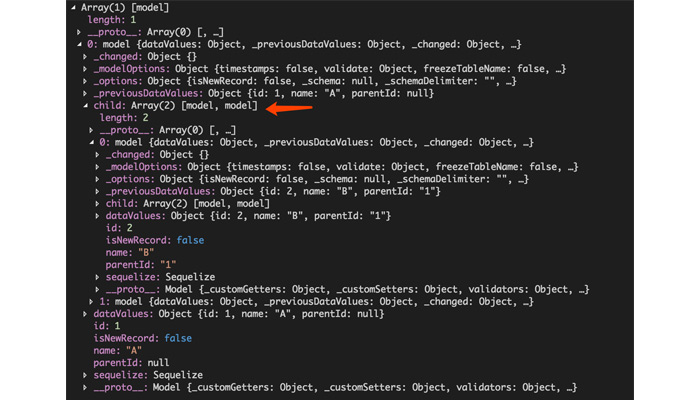 Array(1) [model]
length: 1
__proto__: Array(0) [, …]
0: model {dataValues: Object, _previousDataValues: Object, _changed: Object, …}
_changed: Object {}
_modelOptions: Object {timestamps: false, validate: Object, freezeTableName: false, …}
_options: Object {isNewRecord: false, _schema: null, _schemaDelimiter: "", …}
_previousDataValues: Object {id: 1, name: "A", parentId: null}
child: Array(2) [model, model]
length: 2
__proto__: Array(0) [, …]
0: model {dataValues: Object, _previousDataValues: Object, _changed: Object, …}
_changed: Object {}
_modelOptions: Object {timestamps: false, validate: Object, freezeTableName: false, …}
_options: Object {isNewRecord: false, _schema: null, _schemaDelimiter: "", …}
_previousDataValues: Object {id: 2, name: "B", parentId: "1"}
child: Array(2) [model, model]
dataValues: Object {id: 2, name: "B", parentId: "1"}
id: 2
isNewRecord: false
name: "B"
parentId: "1"
sequelize: Sequelize
__proto__: Model {_customGetters: Object, _customSetters: Object, validators: Object, …}
1: model {dataValues: Object, _previousDataValues: Object, _changed: Object, …}
dataValues: Object {id: 1, name: "A", parentId: null}
id: 1
isNewRecord: false
name: "A"
parentId: null
sequelize: Sequelize
__proto__: Model {_customGetters: Object, _customSetters: Object, validators: Object, …}